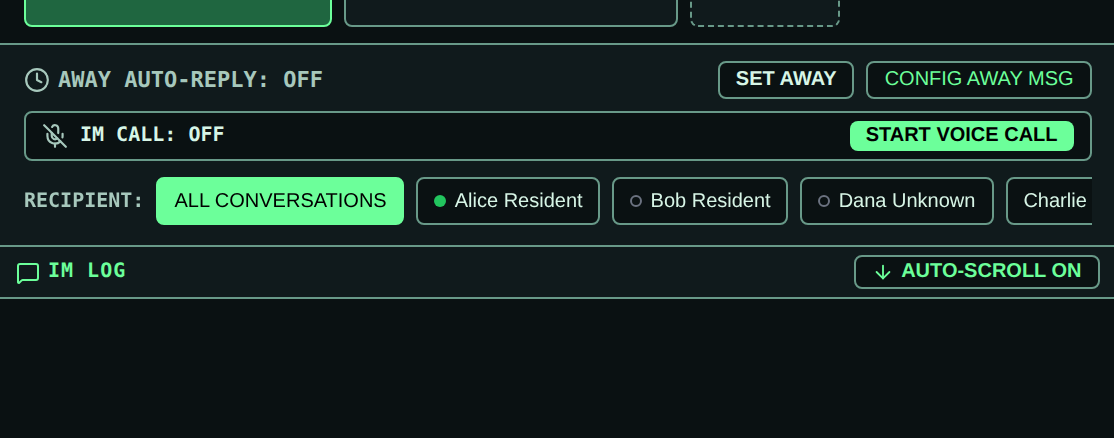 AWAY AUTO-REPLY: OFF SET AWAY CONFIG AWAY MSG
IM CALL: OFF START VOICE CALL
RECIPIENT: ALL CONVERSATIONS Alice Resident Bob Resident Dana Unknown Charlie
IM LOG AUTO-SCROLL ON